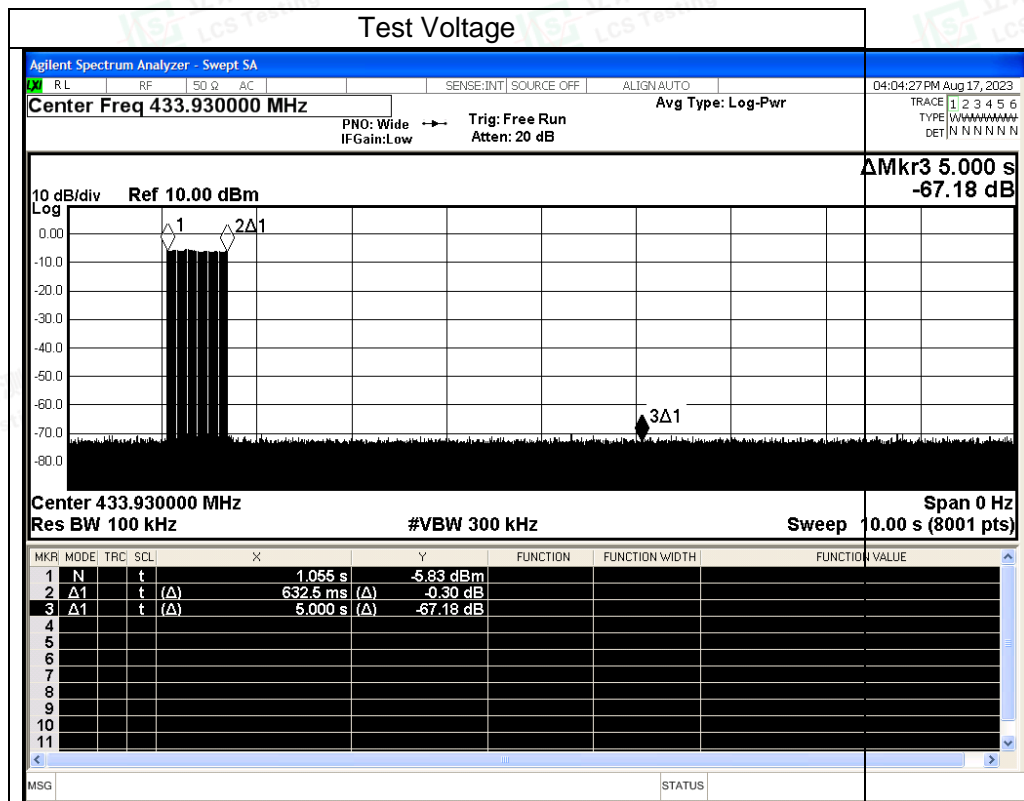 Test Voltage
Agilent Spectrum Analyzer - Swept SA
LXI RL RF 50 Ω AC SENSE:INT SOURCE OFF ALIGN AUTO 04:04:27 PM Aug 17, 2023
Center Freq 433.930000 MHz
Avg Type: Log-Pwr
TRACE 1 2 3 4 5 6
PNO: Wide Trig: Free Run
TYPE WWWWWW
IFGain:Low Atten: 20 dB
DET N N N N N N
ΔMkr3 5.000 s
-67.18 dB
10 dB/div Ref 10.00 dBm
Log
1 2Δ1
0.00
-10.0
-20.0
-30.0
-40.0
-50.0
-60.0
3Δ1
-70.0
-80.0
Center 433.930000 MHz Span 0 Hz
Res BW 100 kHz #VBW 300 kHz Sweep 10.00 s (8001 pts)
MKR MODE TRC SCL X Y FUNCTION FUNCTION WIDTH FUNCTION VALUE
1 N t 1.055 s -5.83 dBm
2 Δ1 t (Δ) 632.5 ms (Δ) -0.30 dB
3 Δ1 t (Δ) 5.000 s (Δ) -67.18 dB
4
5
6
7
8
9
10
11
MSG STATUS